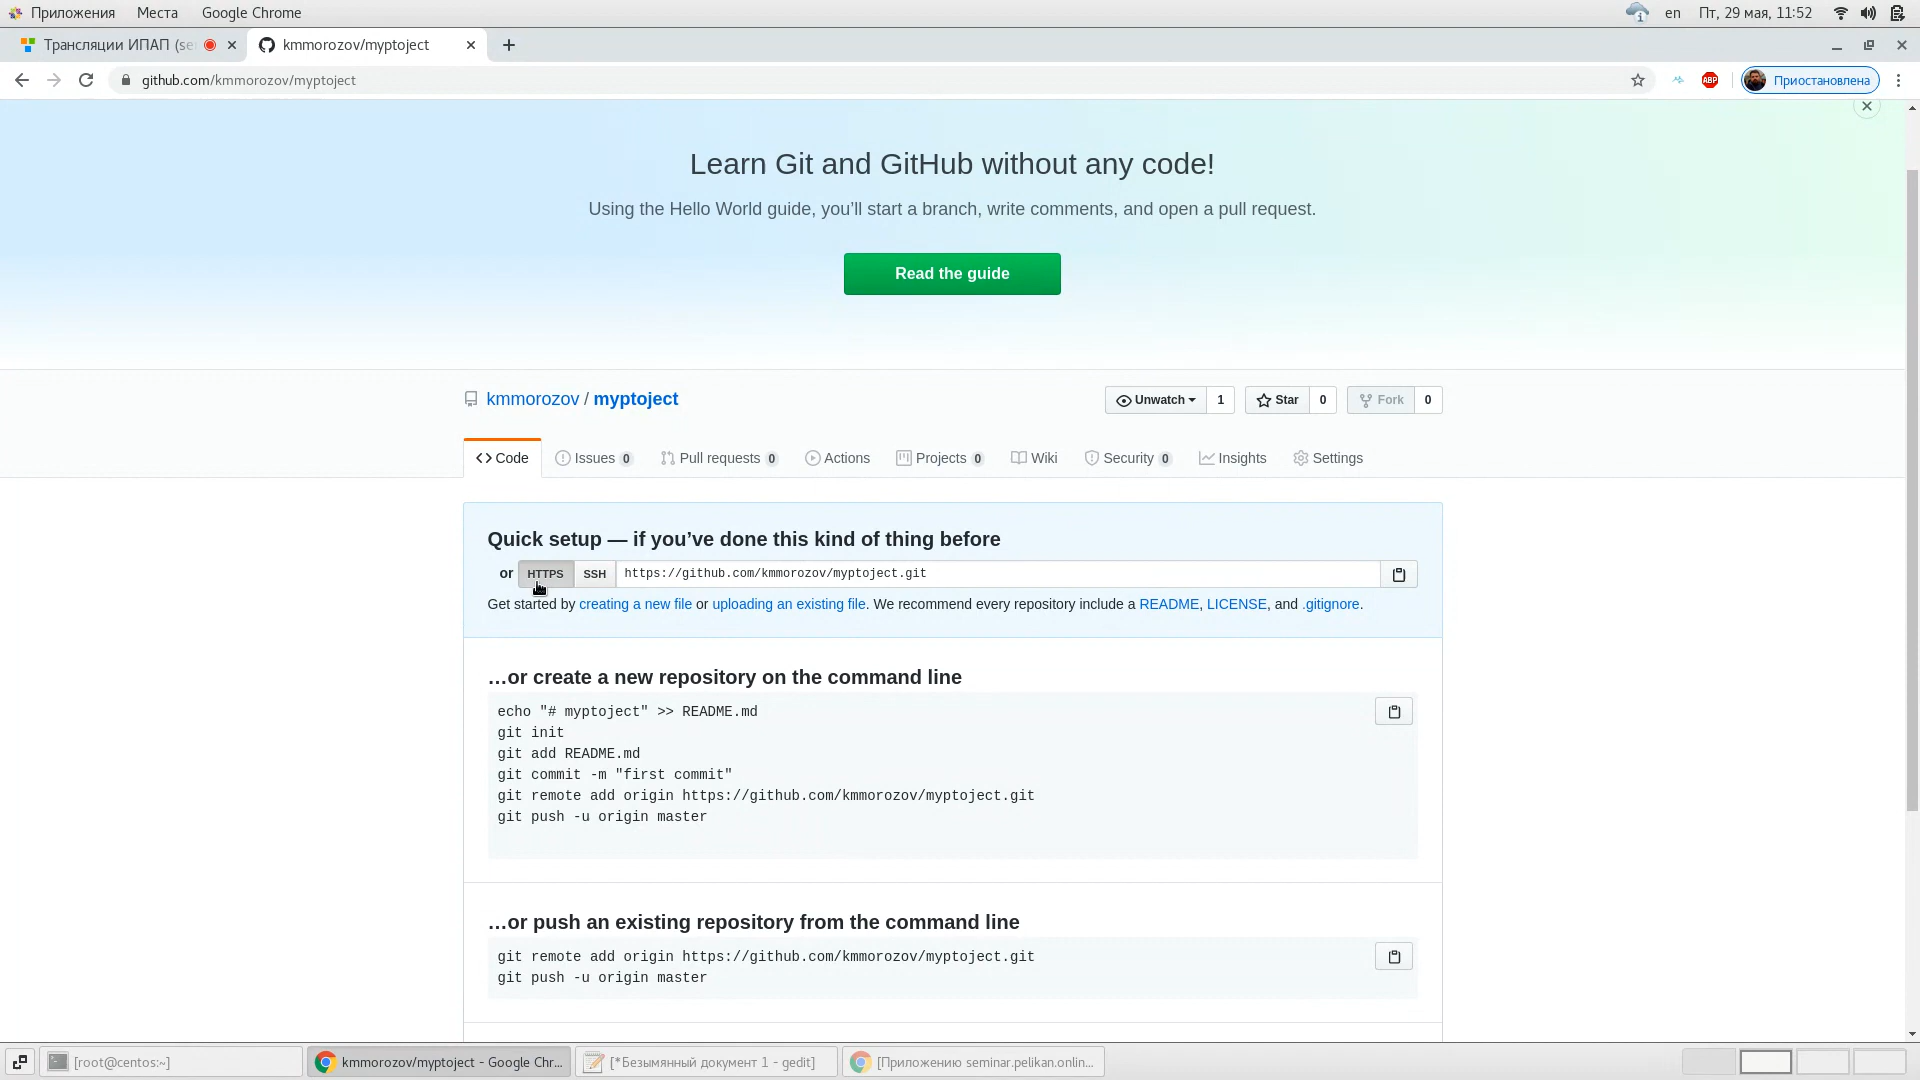 Приложения Места Google Chrome en Пт, 29 мая, 11:52
Трансляции ИПАП (se kmmorozov/myptoject
github.com/kmmorozov/myptoject ABP Приостановлена
Learn Git and GitHub without any code!
Using the Hello World guide, you’ll start a branch, write comments, and open a pull request.
Read the guide
kmmorozov / myptoject Unwatch 1 Star 0 Fork 0
Code Issues 0 Pull requests 0 Actions Projects 0 Wiki Security 0 Insights Settings
Quick setup — if you’ve done this kind of thing before
or HTTPS SSH https://github.com/kmmorozov/myptoject.git
Get started by creating a new file or uploading an existing file. We recommend every repository include a README, LICENSE, and .gitignore.
…or create a new repository on the command line
echo "# myptoject" >> README.md
git init
git add README.md
git commit -m "first commit"
git remote add origin https://github.com/kmmorozov/myptoject.git
git push -u origin master
…or push an existing repository from the command line
git remote add origin https://github.com/kmmorozov/myptoject.git
git push -u origin master
[root@centos:~] kmmorozov/myptoject - Google Chr... [*Безымянный документ 1 - gedit] [Приложению seminar.pelikan.onlin...